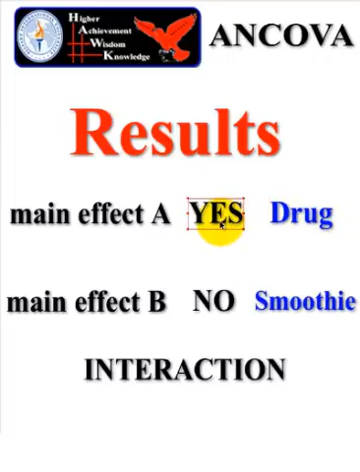 Higher
Achievement
Wisdom
Knowledge
ANCOVA
Results
main effect A YES Drug
main effect B NO Smoothie
INTERACTION